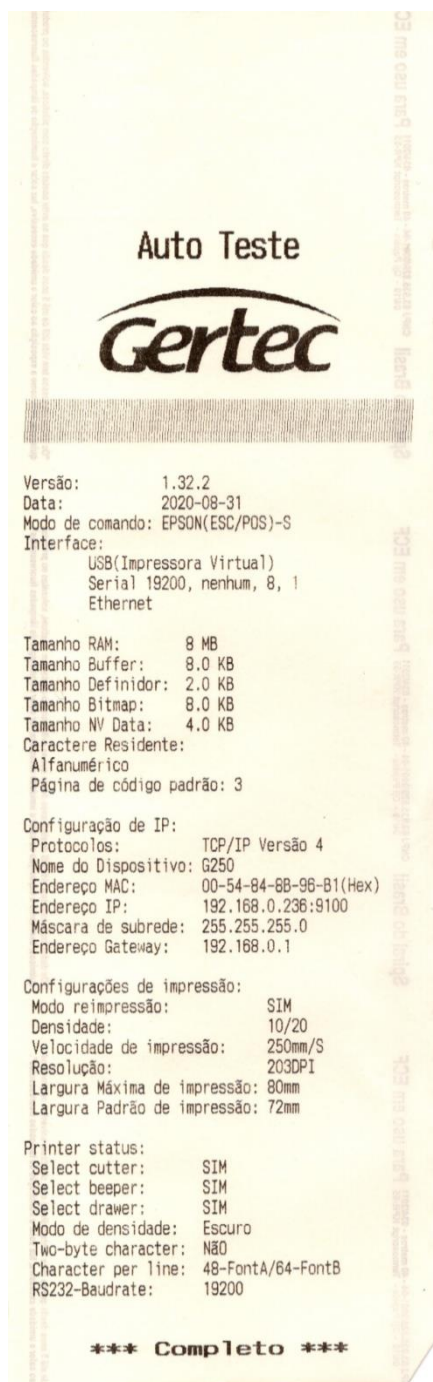 Auto Teste
Gertec
Versão: 1.32.2
Data: 2020-08-31
Modo de comando: EPSON(ESC/POS)-S
Interface:
USB(Impressora Virtual)
Serial 19200, nenhum, 8, 1
Ethernet
Tamanho RAM: 8 MB
Tamanho Buffer: 8.0 KB
Tamanho Definidor: 2.0 KB
Tamanho Bitmap: 8.0 KB
Tamanho NV Data: 4.0 KB
Caractere Residente:
Alfanumérico
Página de código padrão: 3
Configuração de IP:
Protocolos: TCP/IP Versão 4
Nome do Dispositivo: G250
Endereço MAC: 00-54-84-8B-96-B1(Hex)
Endereço IP: 192.168.0.236:9100
Máscara de subrede: 255.255.255.0
Endereço Gateway: 192.168.0.1
Configurações de impressão:
Modo reimpressão: SIM
Densidade: 10/20
Velocidade de impressão: 250mm/S
Resolução: 203DPI
Largura Máxima de impressão: 80mm
Largura Padrão de impressão: 72mm
Printer status:
Select cutter: SIM
Select beeper: SIM
Select drawer: SIM
Modo de densidade: Escuro
Two-byte character: NãO
Character per line: 48-FontA/64-FontB
RS232-Baudrate: 19200
*** Completo ***